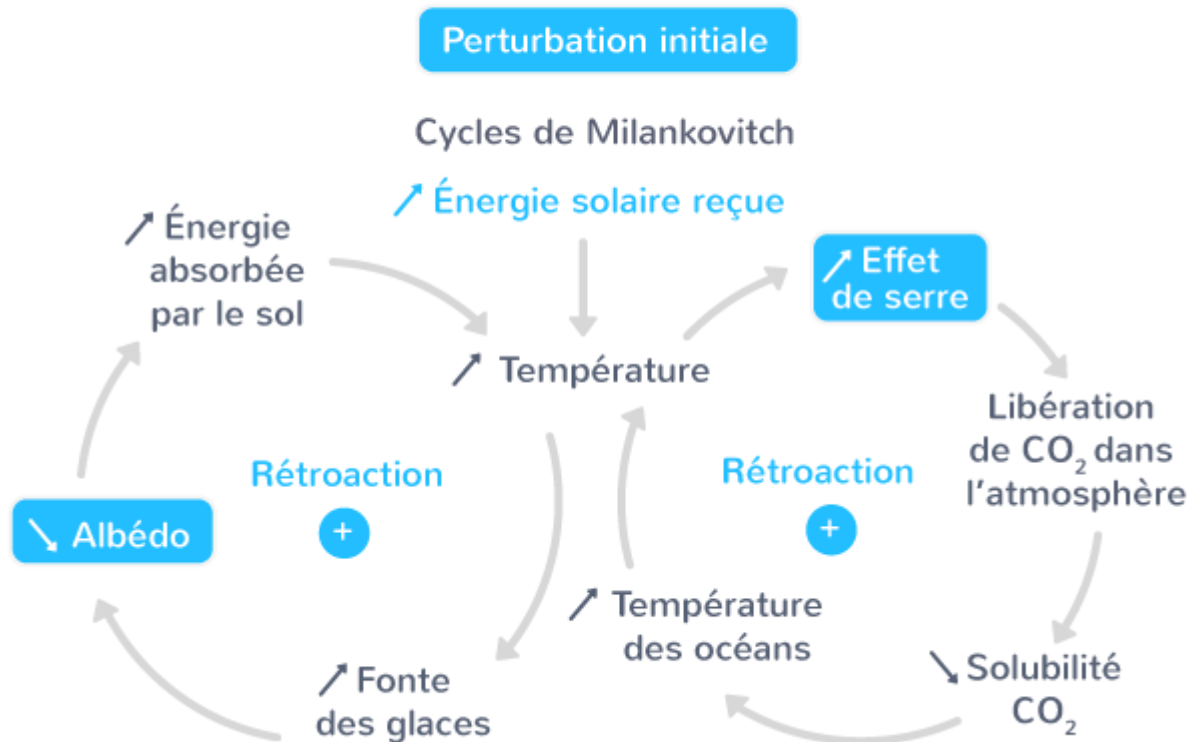 Perturbation initiale
Cycles de Milankovitch
↗ Énergie solaire reçue
↗ Énergie
absorbée
par le sol
↗ Effet
de serre
↗ Température
Libération
de CO₂ dans
l'atmosphère
Rétroaction
+
Rétroaction
+
↘ Albédo
↗ Température
des océans
↘ Solubilité
CO₂
↗ Fonte
des glaces